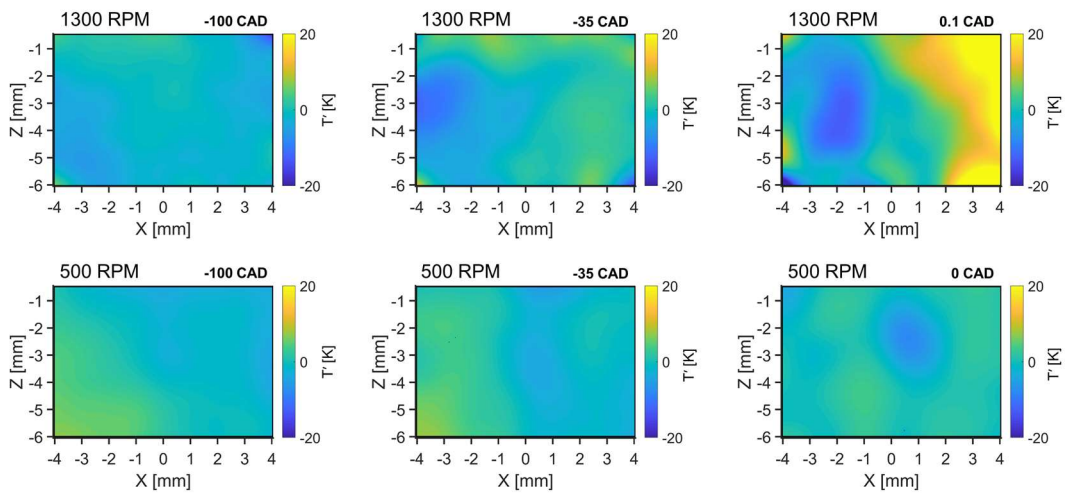 1300 RPM -100 CAD 1300 RPM -35 CAD 1300 RPM 0.1 CAD
20 20 20
-1 -1 -1
-2 -2 -2
Z [mm] -3 0 T′ [K] Z [mm] -3 0 T′ [K] Z [mm] -3 0 T′ [K]
-4 -4 -4
-5 -5 -5
-6 -20 -6 -20 -6 -20
-4 -3 -2 -1 0 1 2 3 4 -4 -3 -2 -1 0 1 2 3 4 -4 -3 -2 -1 0 1 2 3 4
X [mm] X [mm] X [mm]
500 RPM -100 CAD 500 RPM -35 CAD 500 RPM 0 CAD
20 20 20
-1 -1 -1
-2 -2 -2
Z [mm] -3 0 T′ [K] Z [mm] -3 0 T′ [K] Z [mm] -3 0 T′ [K]
-4 -4 -4
-5 -5 -5
-6 -20 -6 -20 -6 -20
-4 -3 -2 -1 0 1 2 3 4 -4 -3 -2 -1 0 1 2 3 4 -4 -3 -2 -1 0 1 2 3 4
X [mm] X [mm] X [mm]